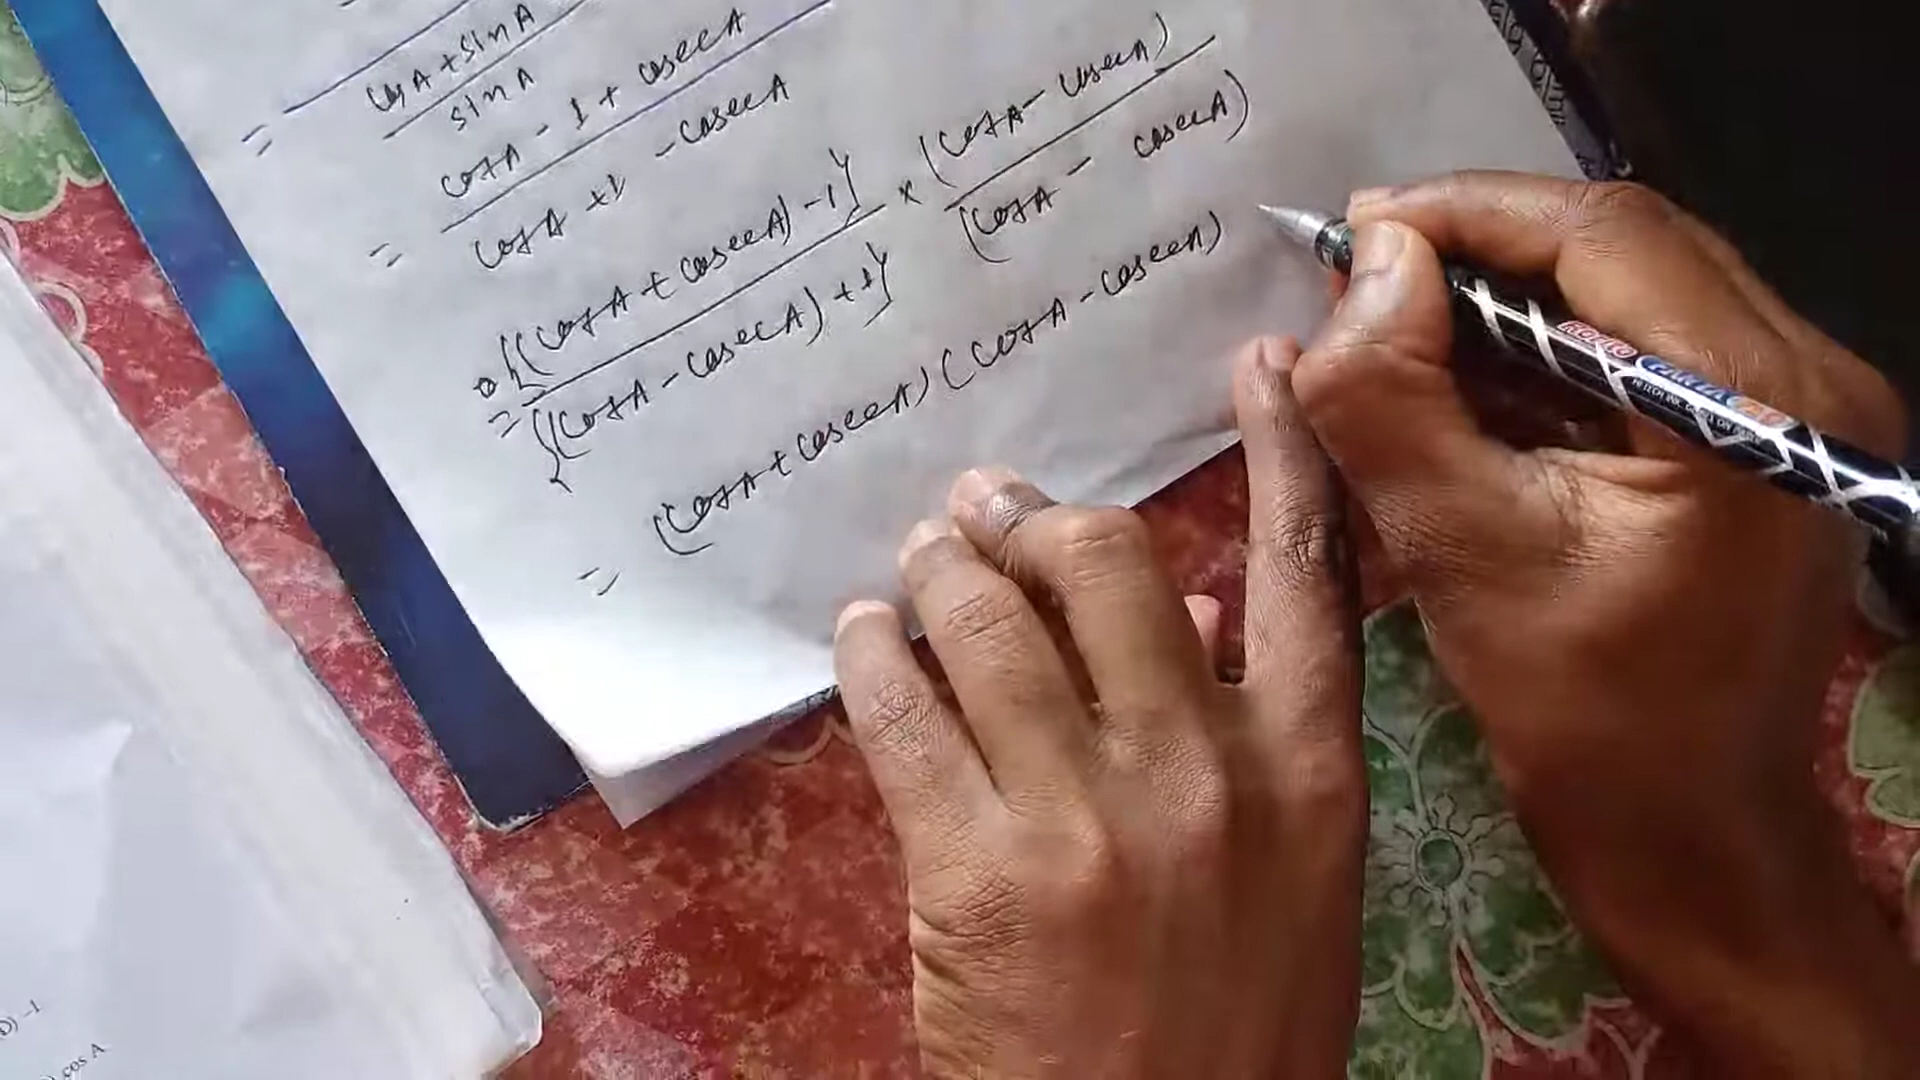 cosA + sinA
= sinA
cotA - 1 + cosecA
= cotA + 1 - cosecA
= {(cotA + cosecA) - 1} × (cotA - cosecA)
{(cotA - cosecA) + 1} (cotA - cosecA)
= (cotA + cosecA) (cotA - cosecA)
) -1
cos A